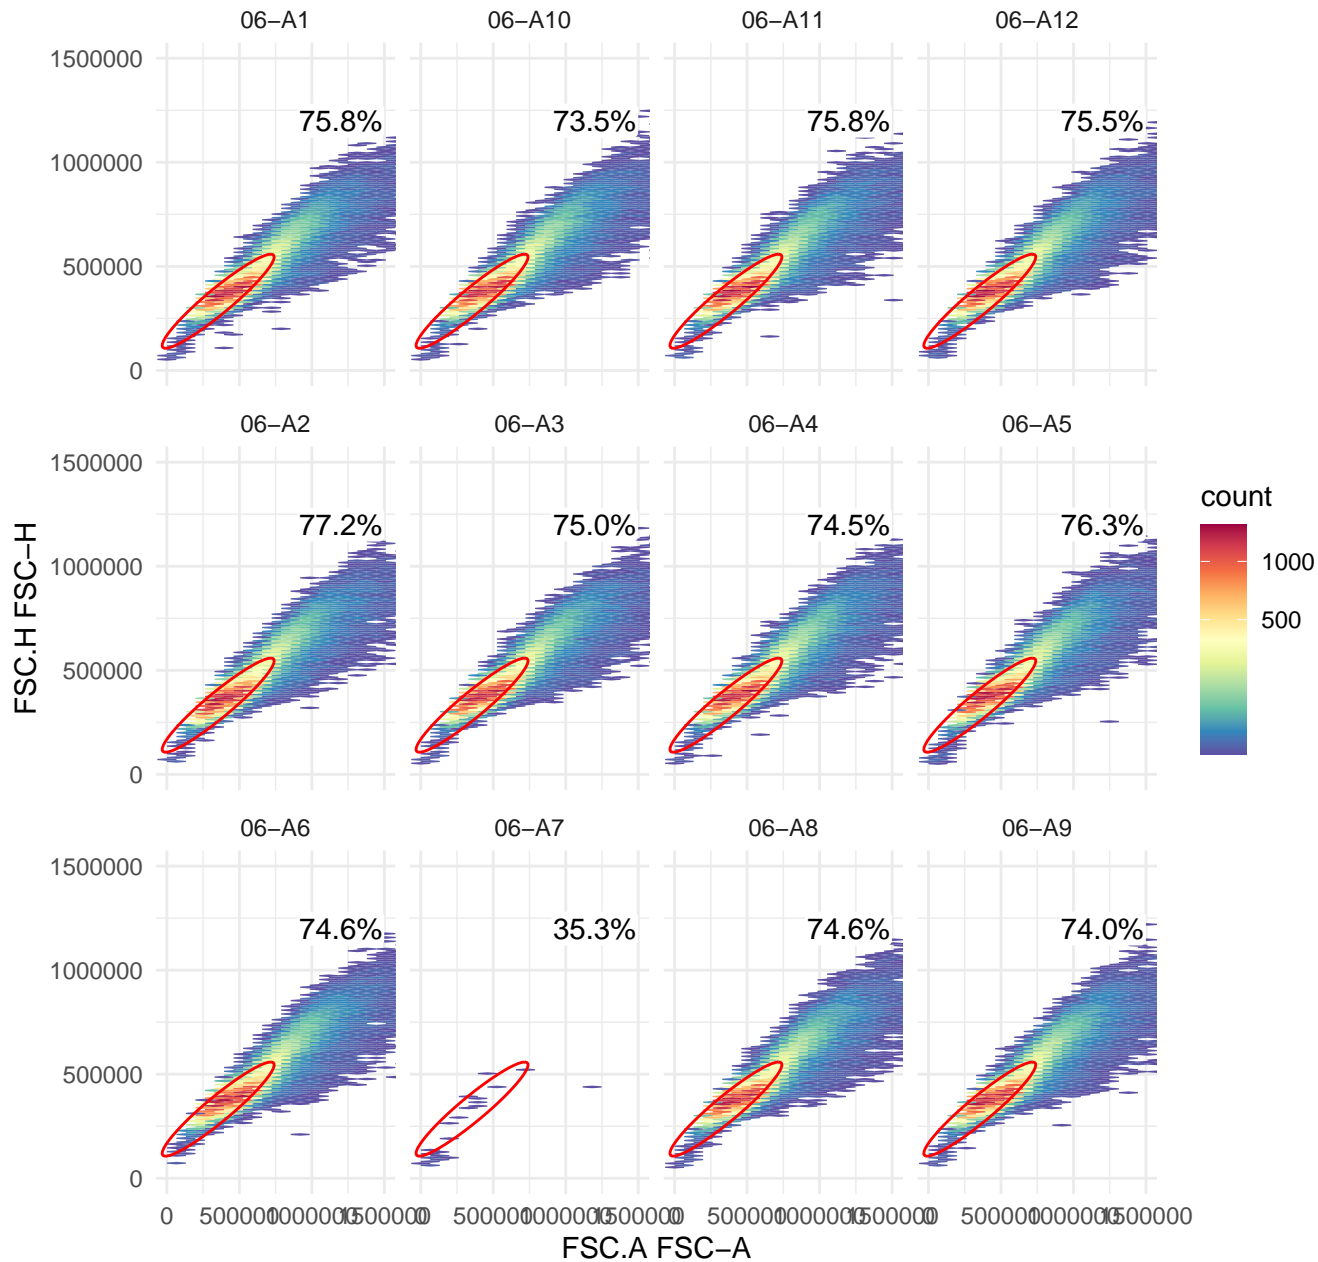 06−A1 06−A10 06−A11 06−A12
1500000
75.8% 73.5% 75.8% 75.5%
1000000
500000
0
06−A2 06−A3 06−A4 06−A5
1500000
77.2% 75.0% 74.5% 76.3%
1000000
500000
0
FSC.H FSC−H
count
1000
500
06−A6 06−A7 06−A8 06−A9
1500000
74.6% 35.3% 74.6% 74.0%
1000000
500000
0
0 500000 1000000 1500000 0 500000 1000000 1500000 0 500000 1000000 1500000 0 500000 1000000 1500000
FSC.A FSC−A